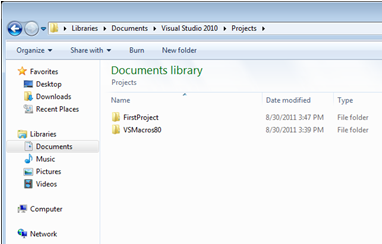 Libraries Documents Visual Studio 2010 Projects
Organize Share with Burn New folder
Favorites
Desktop
Downloads
Recent Places
Libraries
Documents
Music
Pictures
Videos
Computer
Network
Documents library
Projects
Name Date modified Type
FirstProject 8/30/2011 3:47 PM File folder
VSMacros80 8/30/2011 3:39 PM File folder